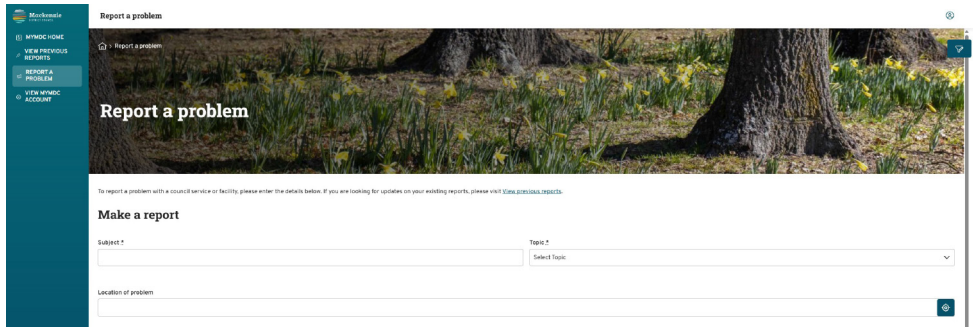 Mackenzie
MYMDC HOME
VIEW PREVIOUS
REPORTS
REPORT A
PROBLEM
VIEW MYMDC
ACCOUNT
Report a problem
> Report a problem
Report a problem
To report a problem with a council service or facility, please enter the details below. If you are looking for updates on your existing reports, please visit View previous reports.
Make a report
Subject *
Topic *
Select Topic
Location of problem